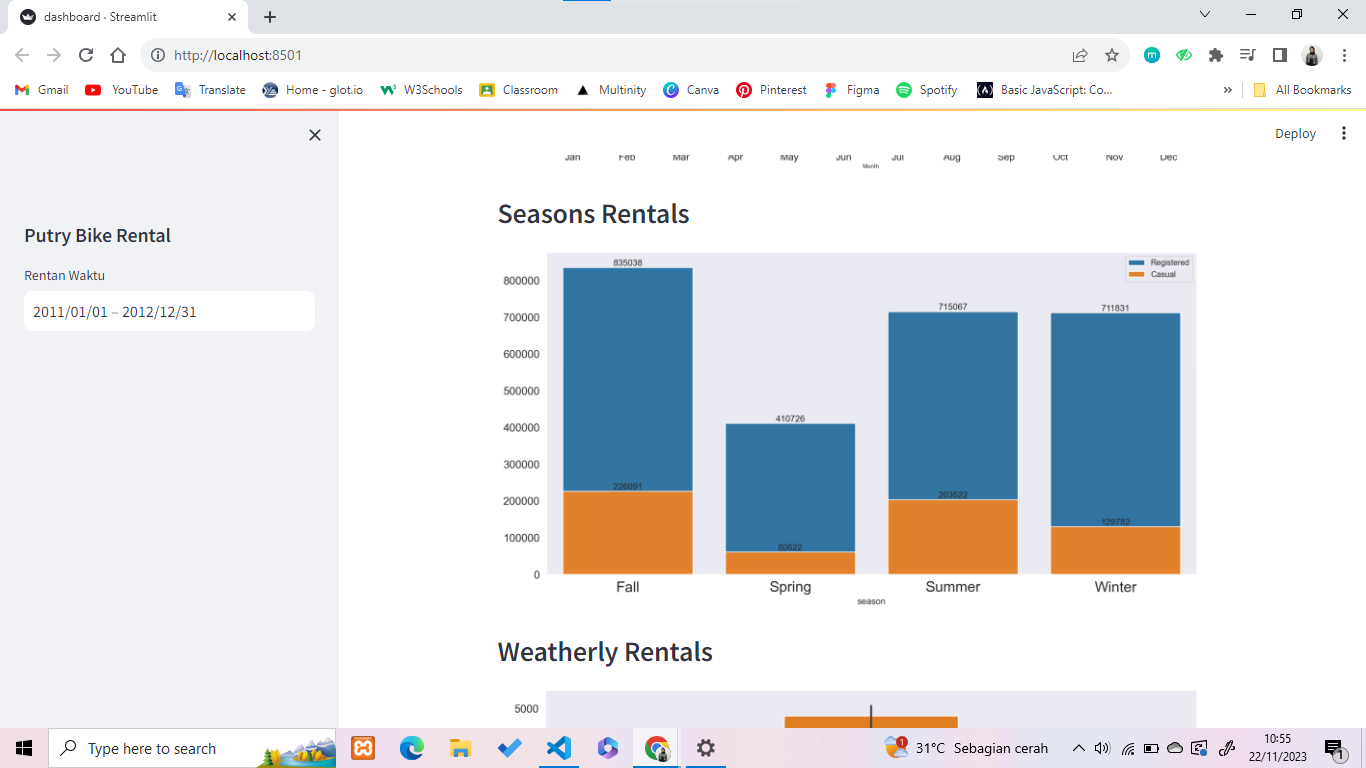 dashboard · Streamlit
http://localhost:8501
m
Gmail YouTube Translate Home - glot.io W3Schools Classroom Multinity Canva Pinterest Figma Spotify Basic JavaScript: Co... » All Bookmarks
Deploy
Jan Feb Mar Apr May Jun Jul Aug Sep Oct Nov Dec
Month
Putry Bike Rental
Rentan Waktu
2011/01/01 – 2012/12/31
Seasons Rentals
Registered
Casual
800000
700000
600000
500000
400000
300000
200000
100000
0
835038
226091
410726
60622
715067
203522
711831
129782
Fall Spring Summer Winter
season
Weatherly Rentals
5000
Type here to search
1
31°C Sebagian cerah
10:55
22/11/2023
1